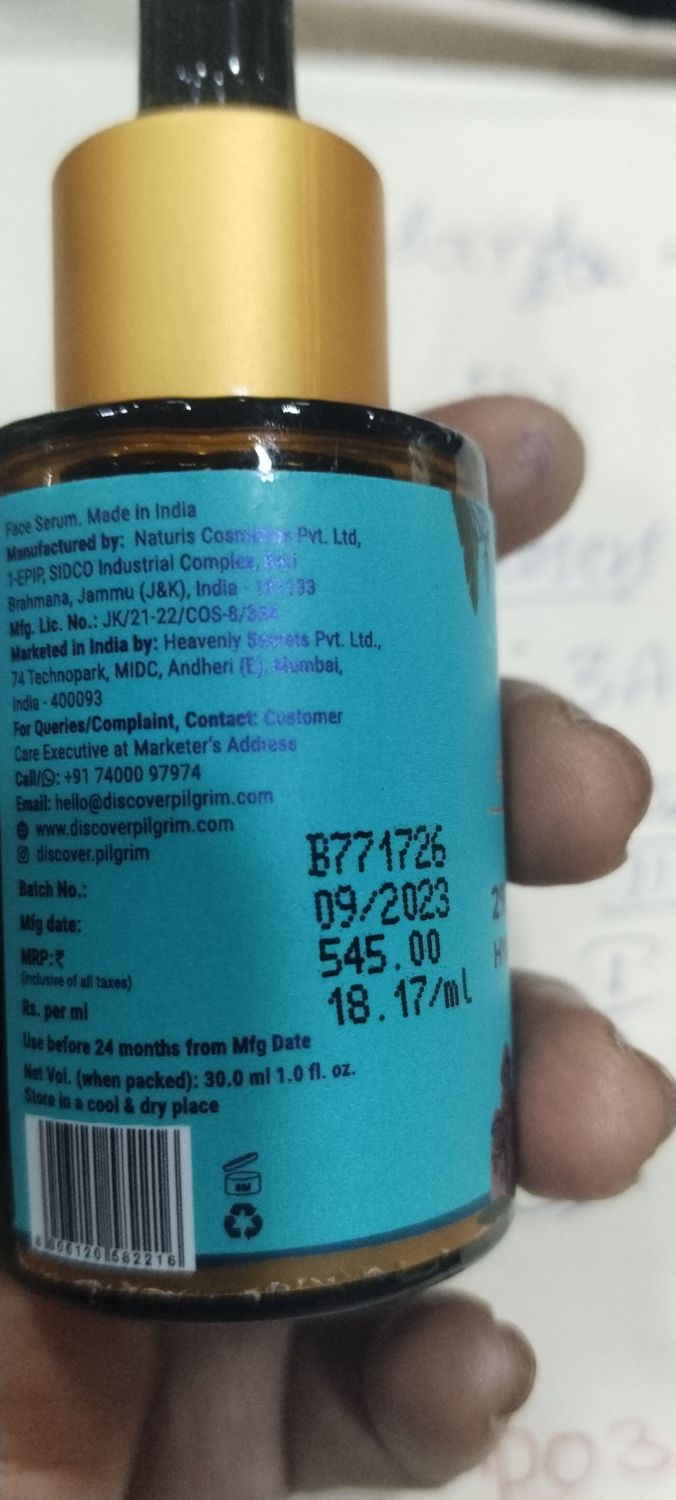 Face Serum. Made in India
Manufactured by: Naturis Cosmetics Pvt. Ltd,
1-EPIP, SIDCO Industrial Complex, Bari
Brahmana, Jammu (J&K), India - 181133
Mfg. Lic. No.: JK/21-22/COS-8/
Marketed in India by: Heavenly Secrets Pvt. Ltd.,
74 Technopark, MIDC, Andheri (E), Mumbai,
India - 400093
For Queries/Complaint, Contact: Customer
Care Executive at Marketer's Address
Call/: +91 74000 97974
Email: hello@discoverpilgrim.com
www.discoverpilgrim.com
discover.pilgrim
Batch No.: B771726
Mfg date: 09/2023
MRP:₹ 545.00
(inclusive of all taxes)
Rs. per ml 18.17/ml
Use before 24 months from Mfg Date
Net Vol. (when packed): 30.0 ml 1.0 fl. oz.
Store in a cool & dry place